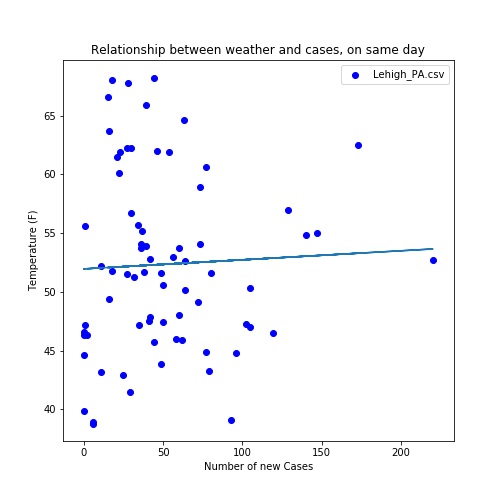 Relationship between weather and cases, on same day
Lehigh_PA.csv
Temperature (F)
65
60
55
50
45
40
0
50
100
150
200
Number of new Cases